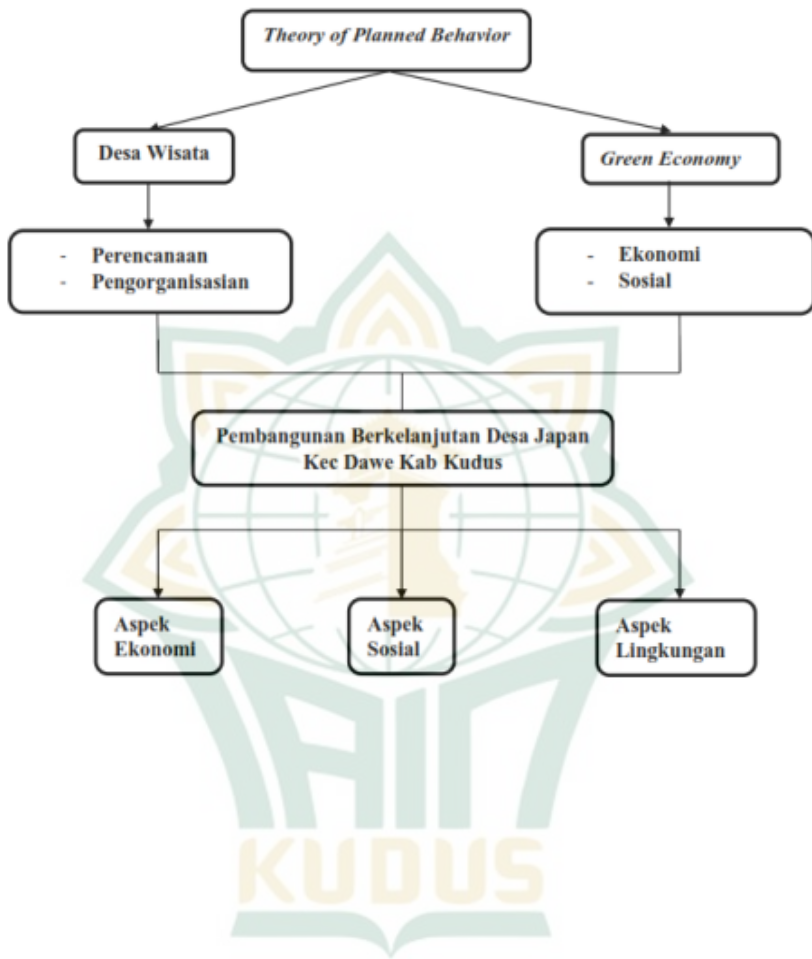 Theory of Planned Behavior
Desa Wisata
Green Economy
- Perencanaan
- Pengorganisasian
- Ekonomi
- Sosial
Pembangunan Berkelanjutan Desa Japan
Kec Dawe Kab Kudus
Aspek
Ekonomi
Aspek
Sosial
Aspek
Lingkungan
IAIN
KUDUS